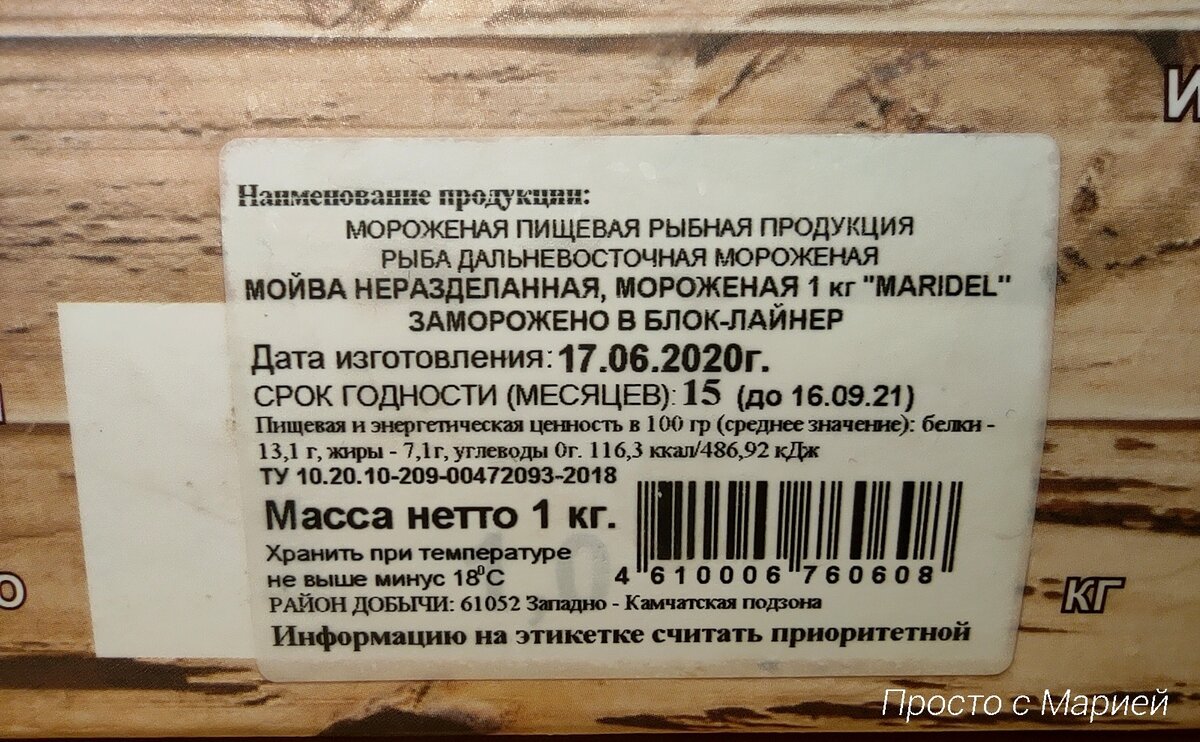 Наименование продукции:
МОРОЖЕНАЯ ПИЩЕВАЯ РЫБНАЯ ПРОДУКЦИЯ
РЫБА ДАЛЬНЕВОСТОЧНАЯ МОРОЖЕНАЯ
МОЙВА НЕРАЗДЕЛАННАЯ, МОРОЖЕНАЯ 1 кг "MARIDEL"
ЗАМОРОЖЕНО В БЛОК-ЛАЙНЕР
Дата изготовления: 17.06.2020г.
СРОК ГОДНОСТИ (МЕСЯЦЕВ): 15 (до 16.09.21)
Пищевая и энергетическая ценность в 100 гр (среднее значение): белки -
13,1 г, жиры - 7,1г, углеводы 0г. 116,3 ккал/486,92 кДж
ТУ 10.20.10-209-00472093-2018
Масса нетто 1 кг.
Хранить при температуре
не выше минус 18⁰С
4 610006 760608
РАЙОН ДОБЫЧИ: 61052 Западно - Камчатская подзона
Информацию на этикетке считать приоритетной
кг
Просто с Марией